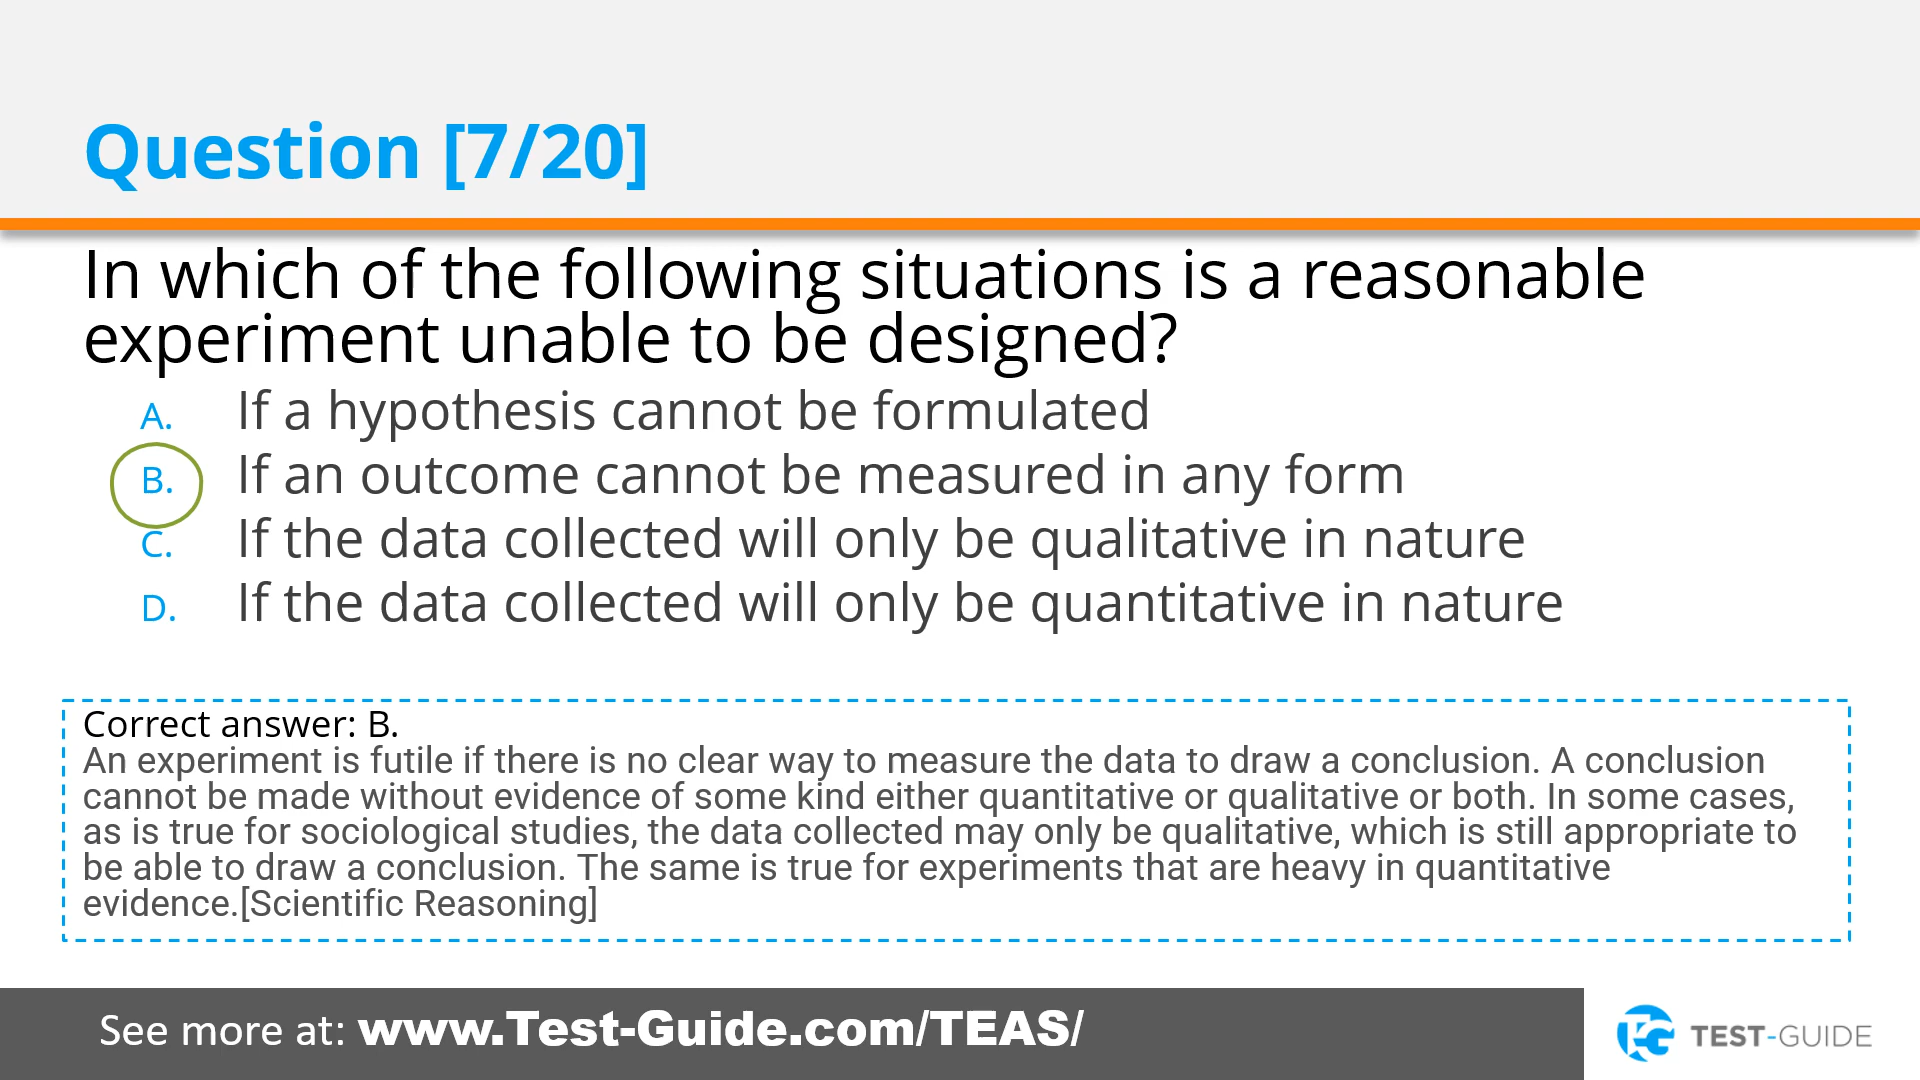 Question [7/20]
In which of the following situations is a reasonable
experiment unable to be designed?
A. If a hypothesis cannot be formulated
B. If an outcome cannot be measured in any form
C. If the data collected will only be qualitative in nature
D. If the data collected will only be quantitative in nature
Correct answer: B.
An experiment is futile if there is no clear way to measure the data to draw a conclusion. A conclusion
cannot be made without evidence of some kind either quantitative or qualitative or both. In some cases,
as is true for sociological studies, the data collected may only be qualitative, which is still appropriate to
be able to draw a conclusion. The same is true for experiments that are heavy in quantitative
evidence.[Scientific Reasoning]
See more at: www.Test-Guide.com/TEAS/
TEST-GUIDE